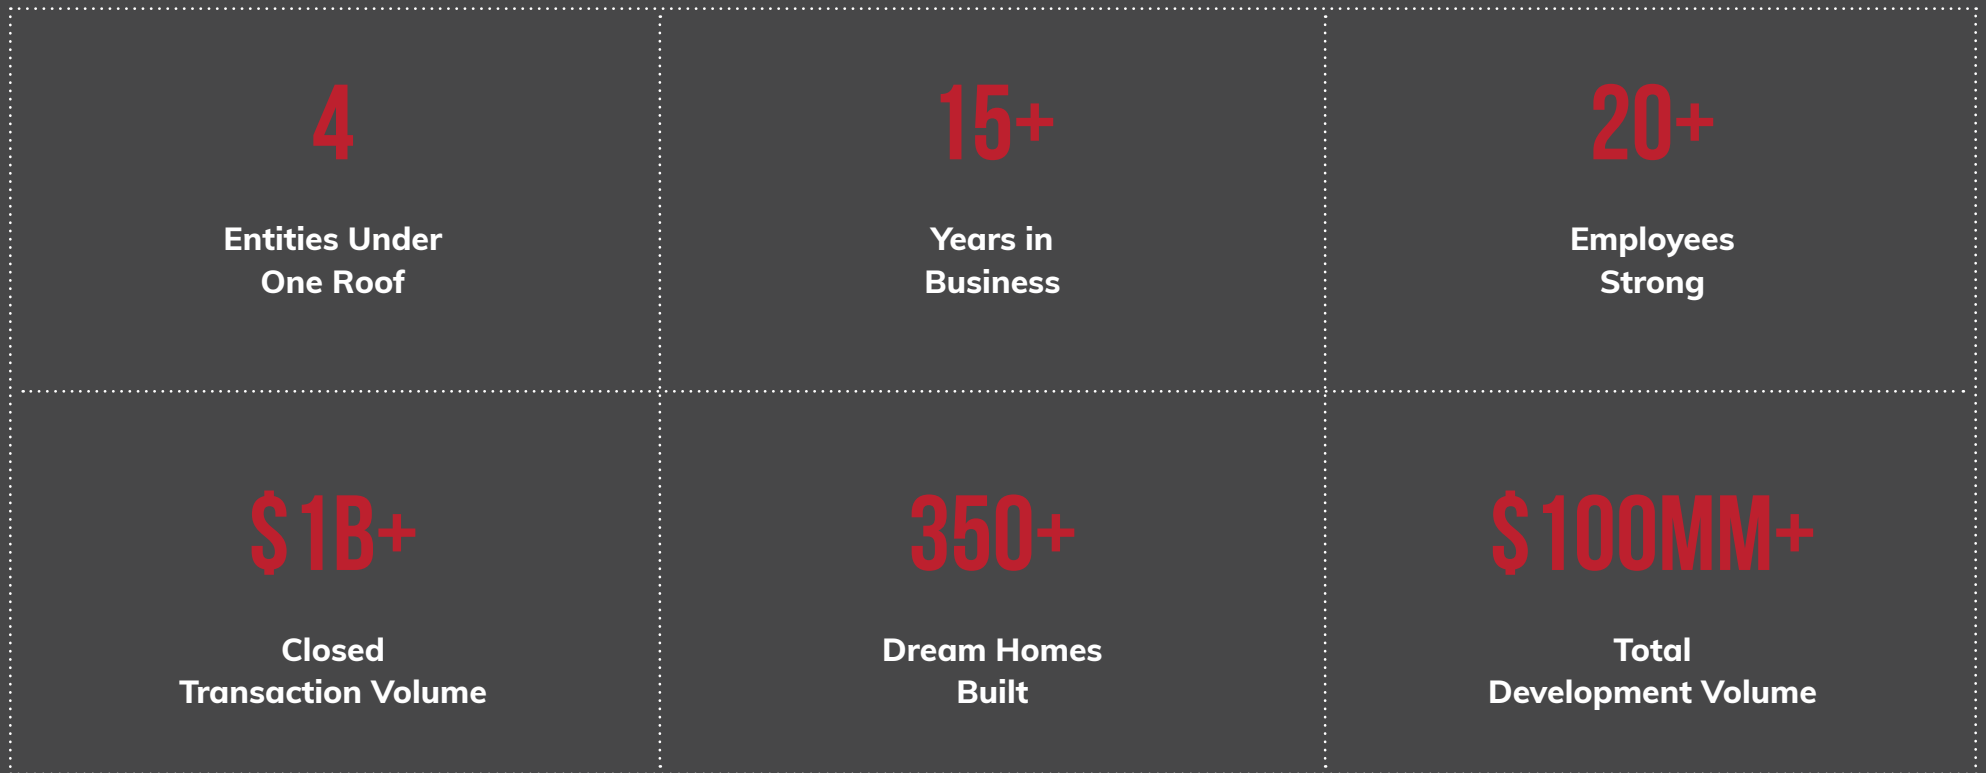 4
15+
20+
Entities Under
One Roof
Years in
Business
Employees
Strong
$1B+
350+
$100MM+
Closed
Transaction Volume
Dream Homes
Built
Total
Development Volume